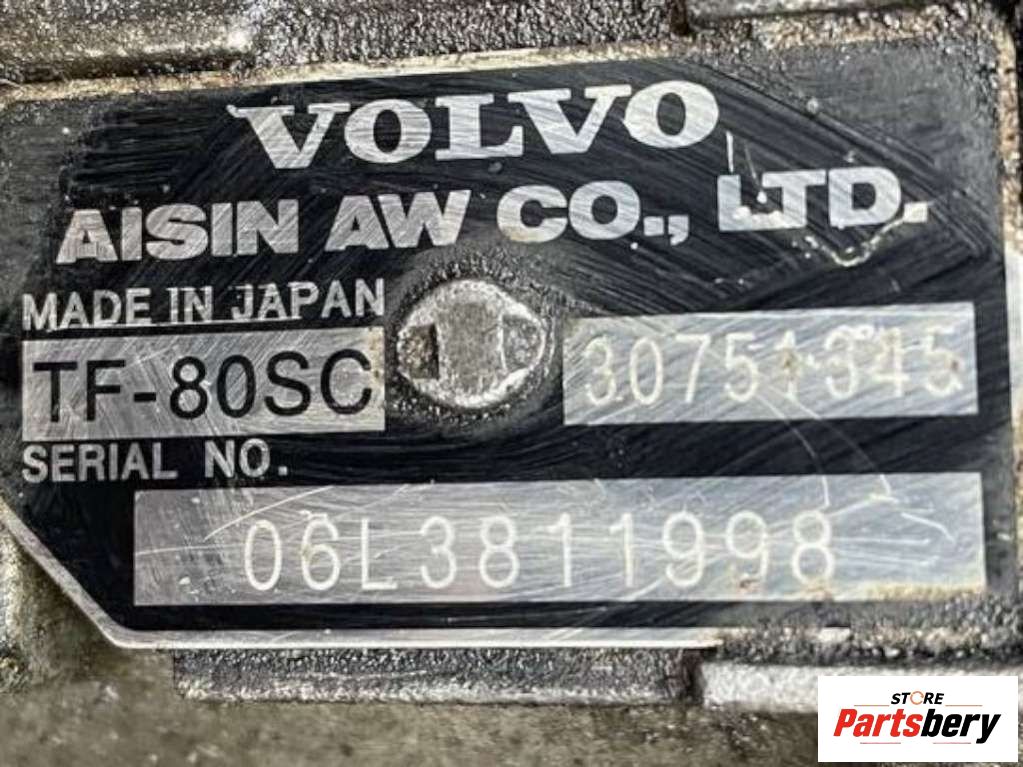 VOLVO
AISIN AW CO., LTD.
MADE IN JAPAN
TF-80SC
30751345
SERIAL NO.
06L3811998
STORE
Partsbery